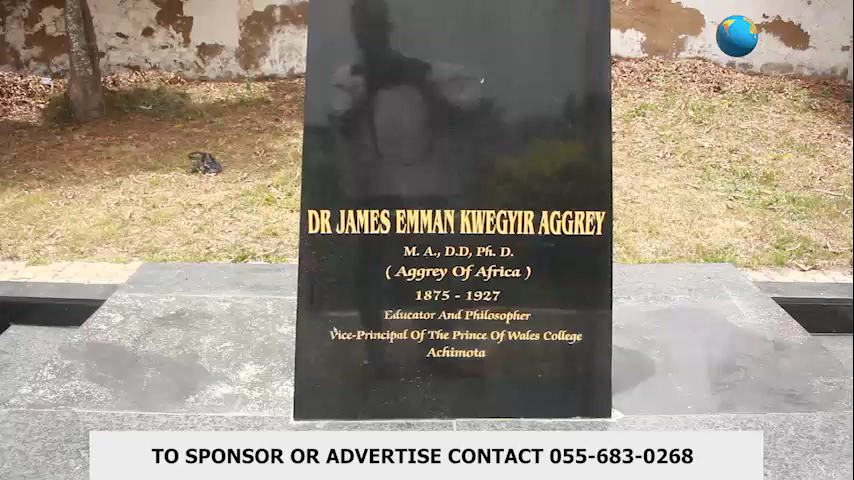 DR JAMES EMMAN KWEGYIR AGGREY
M. A., D.D, Ph. D.
( Aggrey Of Africa )
1875 - 1927
Educator And Philosopher
Vice-Principal Of The Prince Of Wales College
Achimota
TO SPONSOR OR ADVERTISE CONTACT 055-683-0268